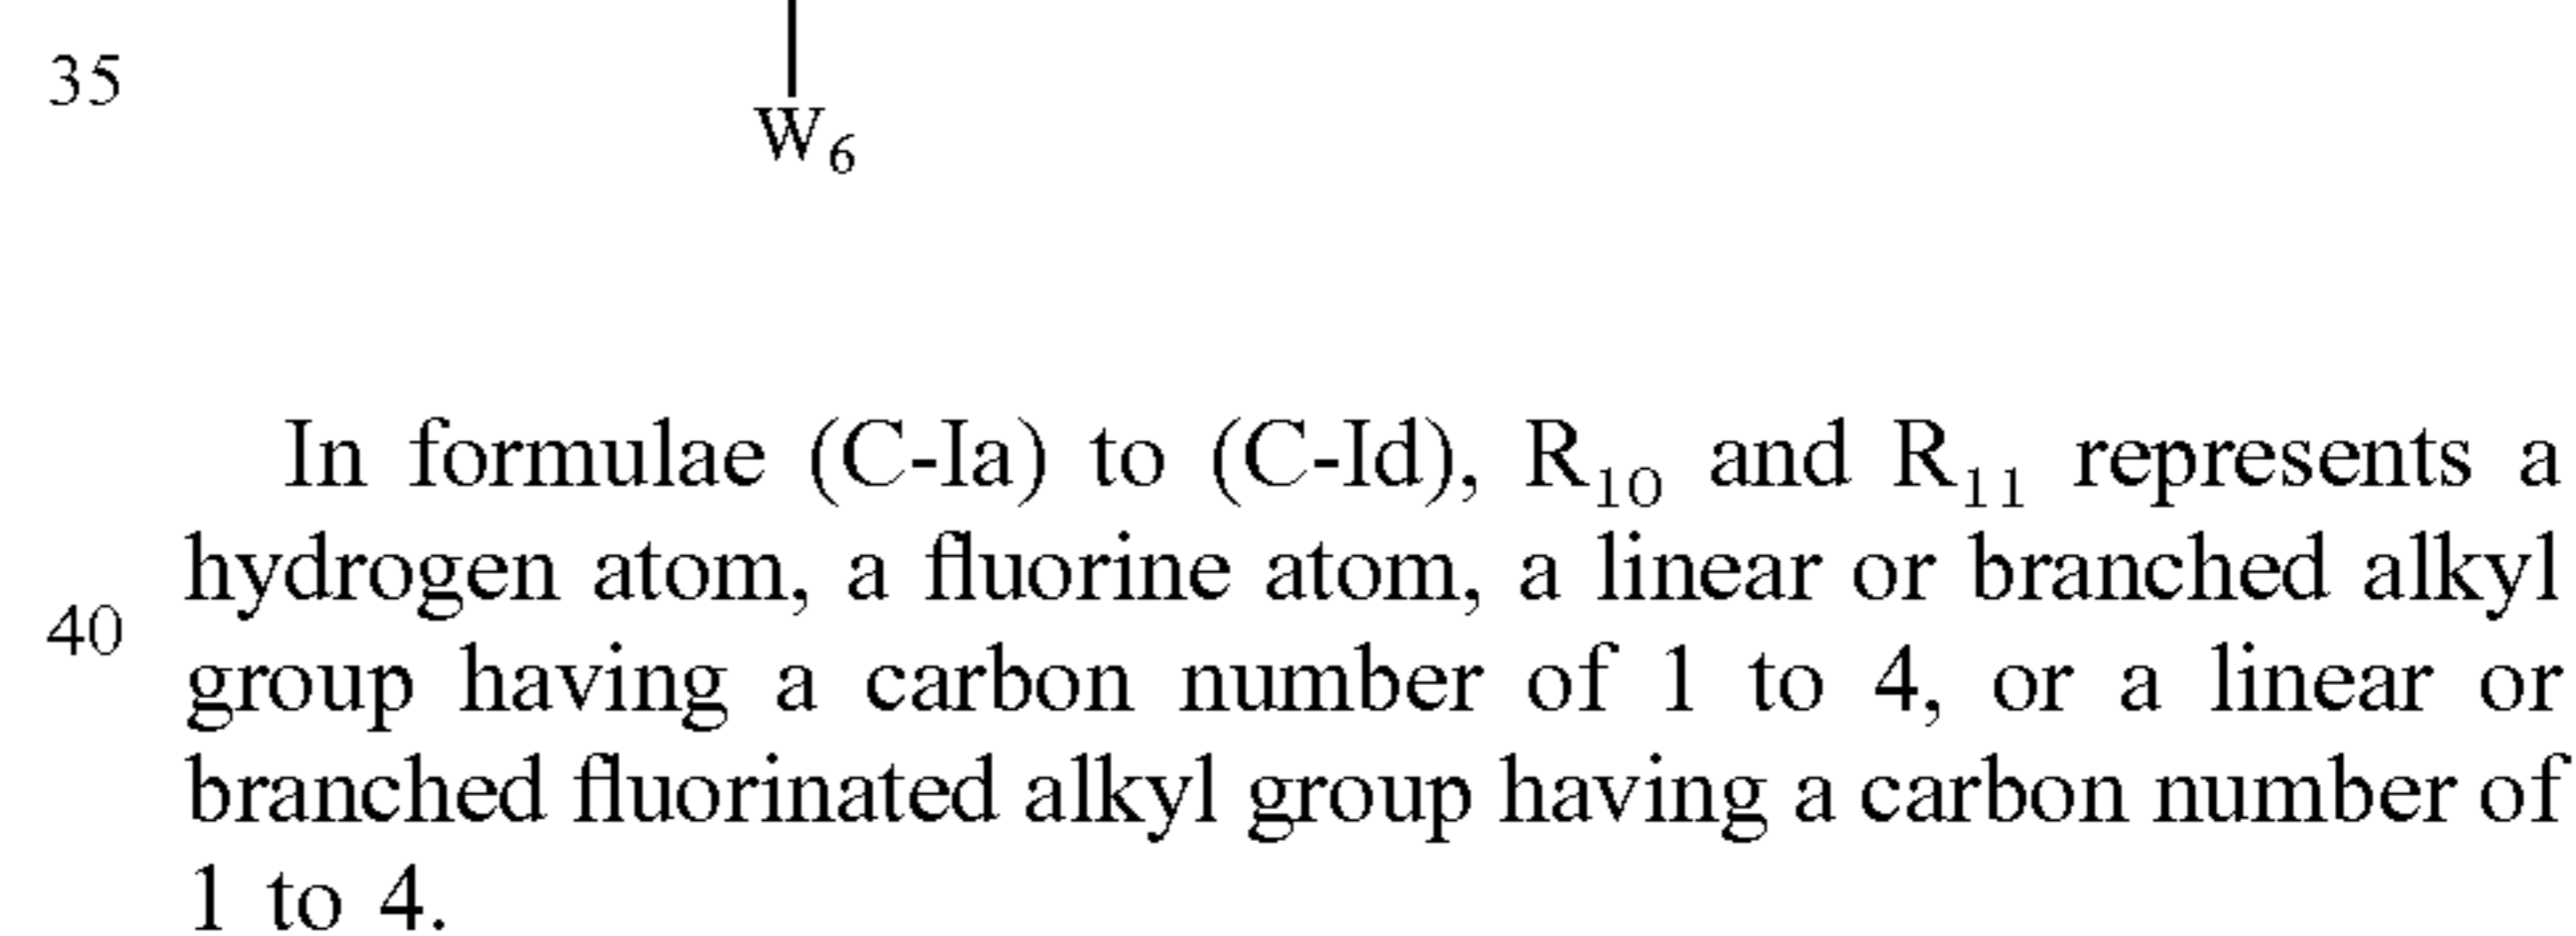 35
W₆
In formulae (C-Ia) to (C-Id), R₁₀ and R₁₁ represents a
hydrogen atom, a fluorine atom, a linear or branched alkyl
40
group having a carbon number of 1 to 4, or a linear or
branched fluorinated alkyl group having a carbon number of
1 to 4.